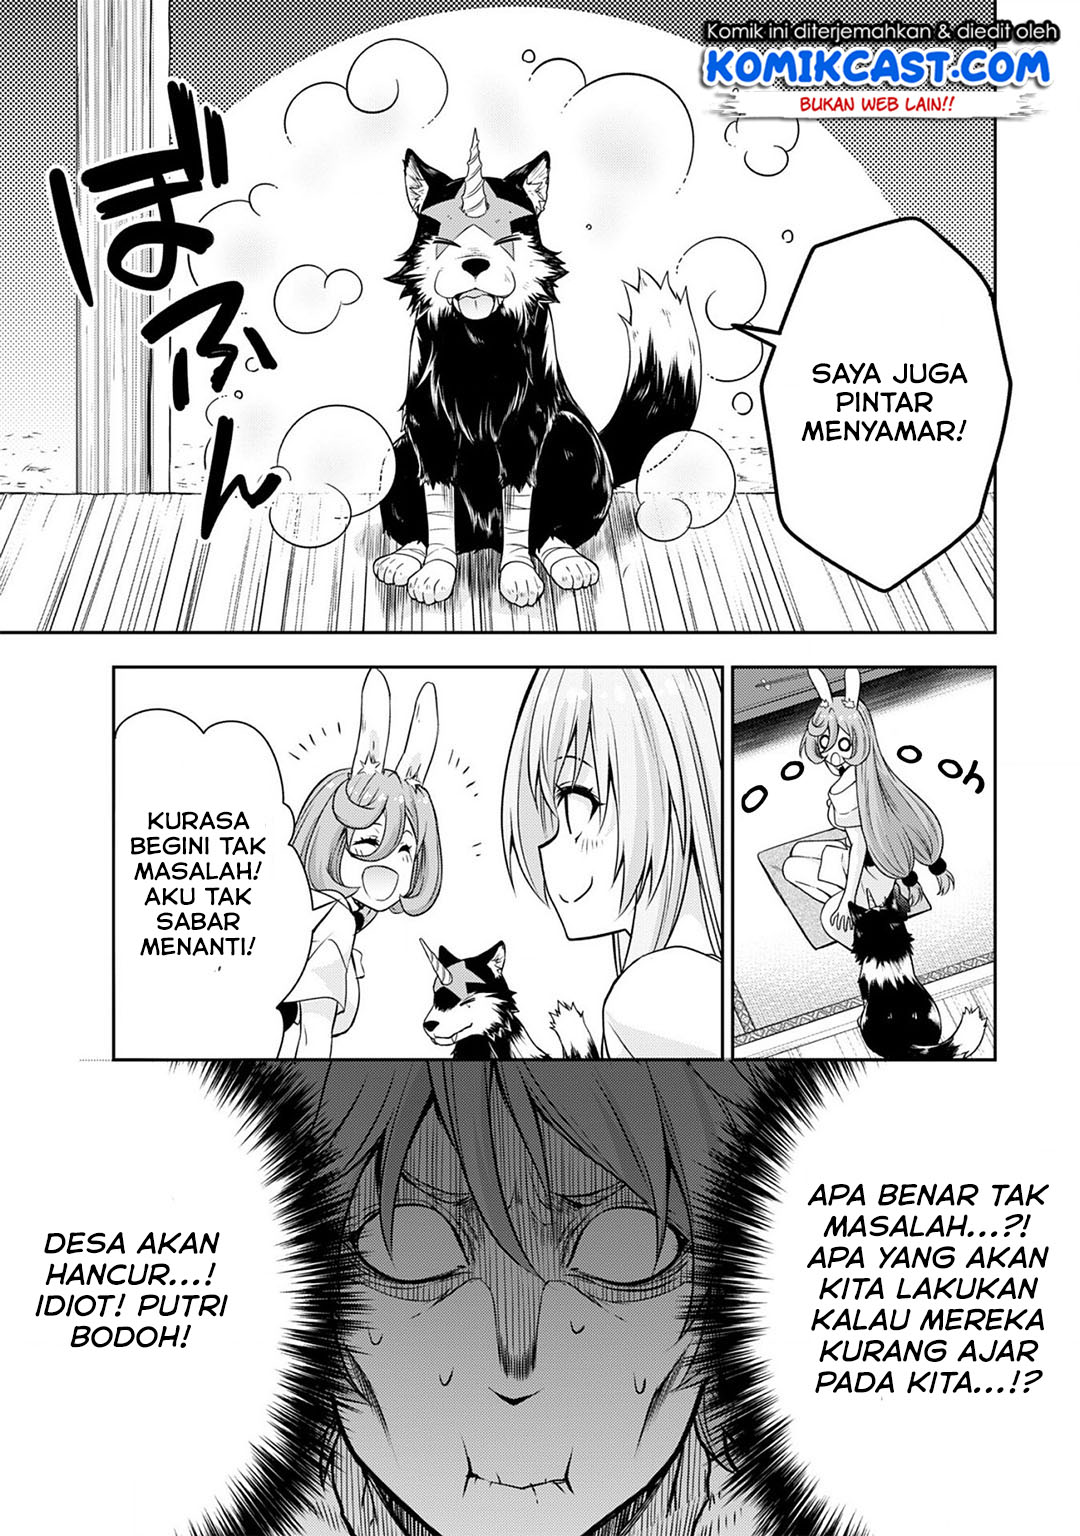 Komik ini diterjemahkan & diedit oleh
KOMIKCAST.COM
BUKAN WEB LAIN!!
ぼふん
SAYA JUGA
PINTAR
MENYAMAR!
O O O O Oh
KURASA
BEGINI TAK
MASALAH!
AKU TAK
SABAR
MENANTI!
APA BENAR TAK
MASALAH...?!
APA YANG AKAN
KITA LAKUKAN
KALAU MEREKA
KURANG AJAR
PADA KITA...!?
DESA AKAN
HANCUR...!
IDIOT! PUTRI
BODOH!